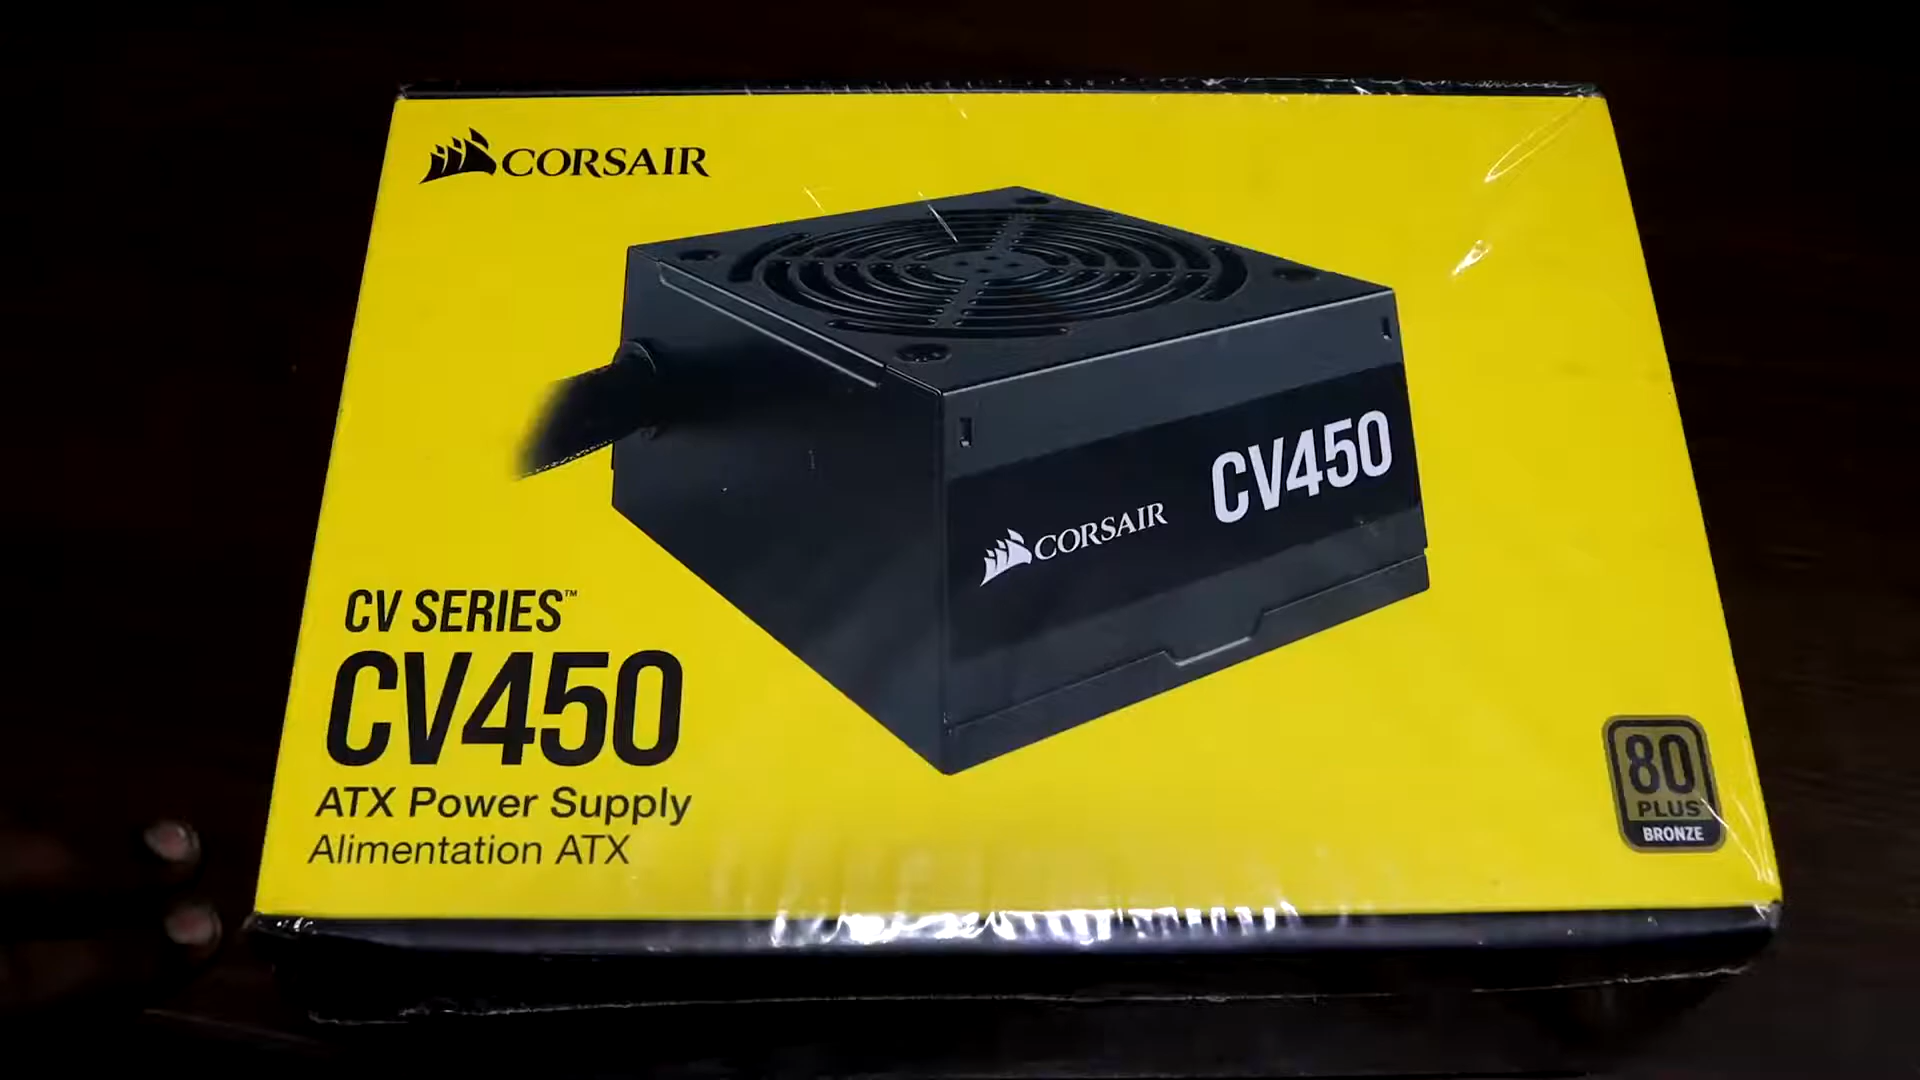 CORSAIR
CORSAIR CV450
CV SERIES™
CV450
ATX Power Supply
Alimentation ATX
80
PLUS
BRONZE